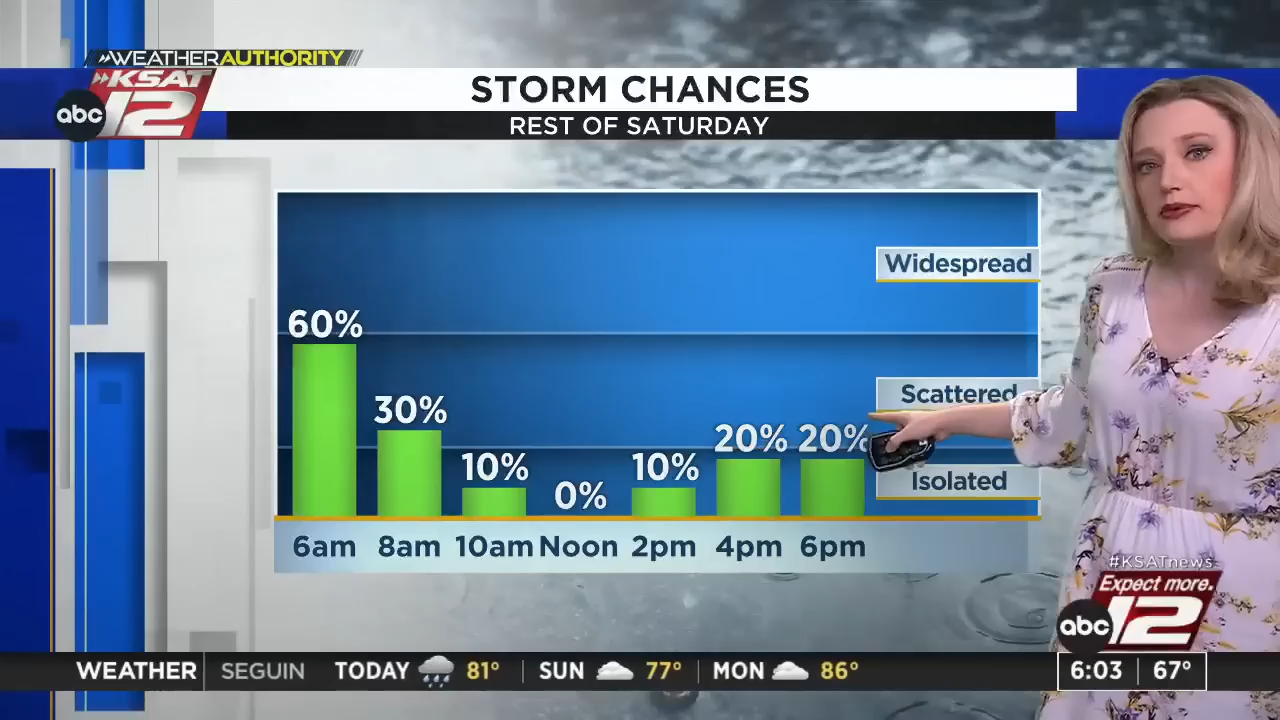 WEATHERAUTHORITY
KSAT
abc 12
STORM CHANCES
REST OF SATURDAY
Widespread
Scattered
Isolated
60%
30%
10%
0%
10%
20%
20%
6am 8am 10am Noon 2pm 4pm 6pm
#KSATnews
Expect more.
abc 12
WEATHER SEGUIN TODAY 81° SUN 77° MON 86° 6:03 67°